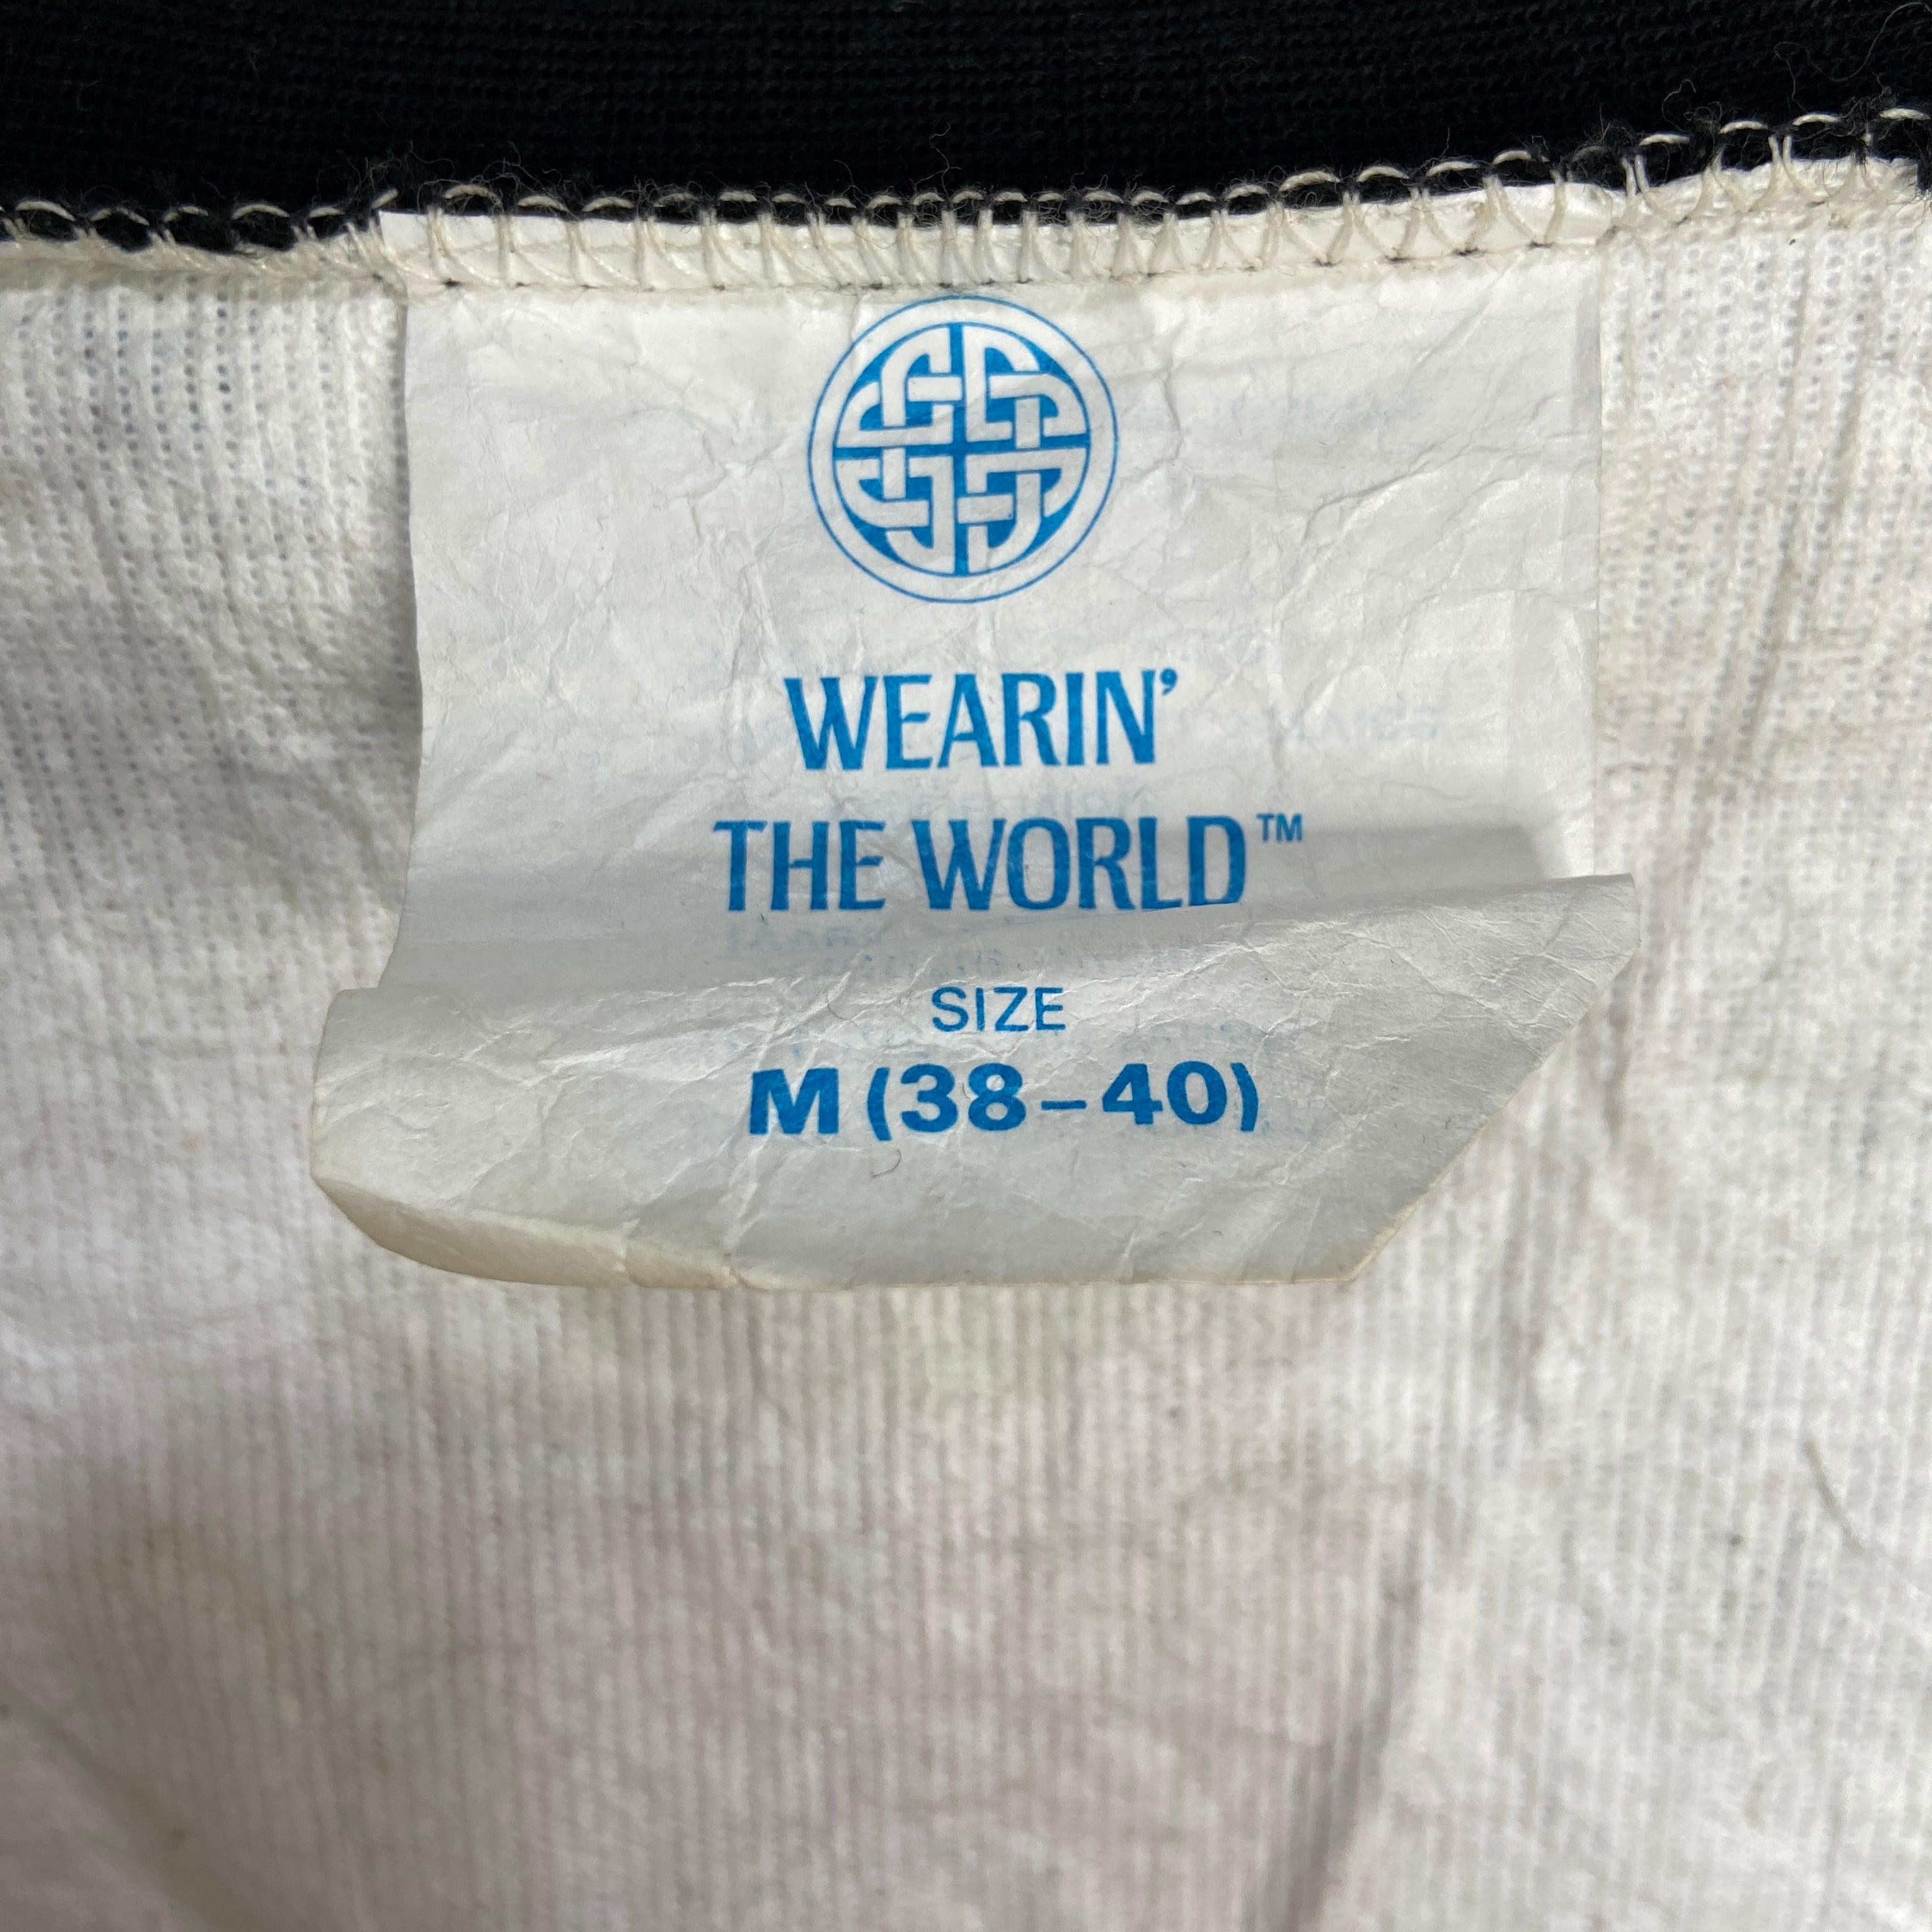 WEARIN'
THE WORLD™
SIZE
M (38–40)